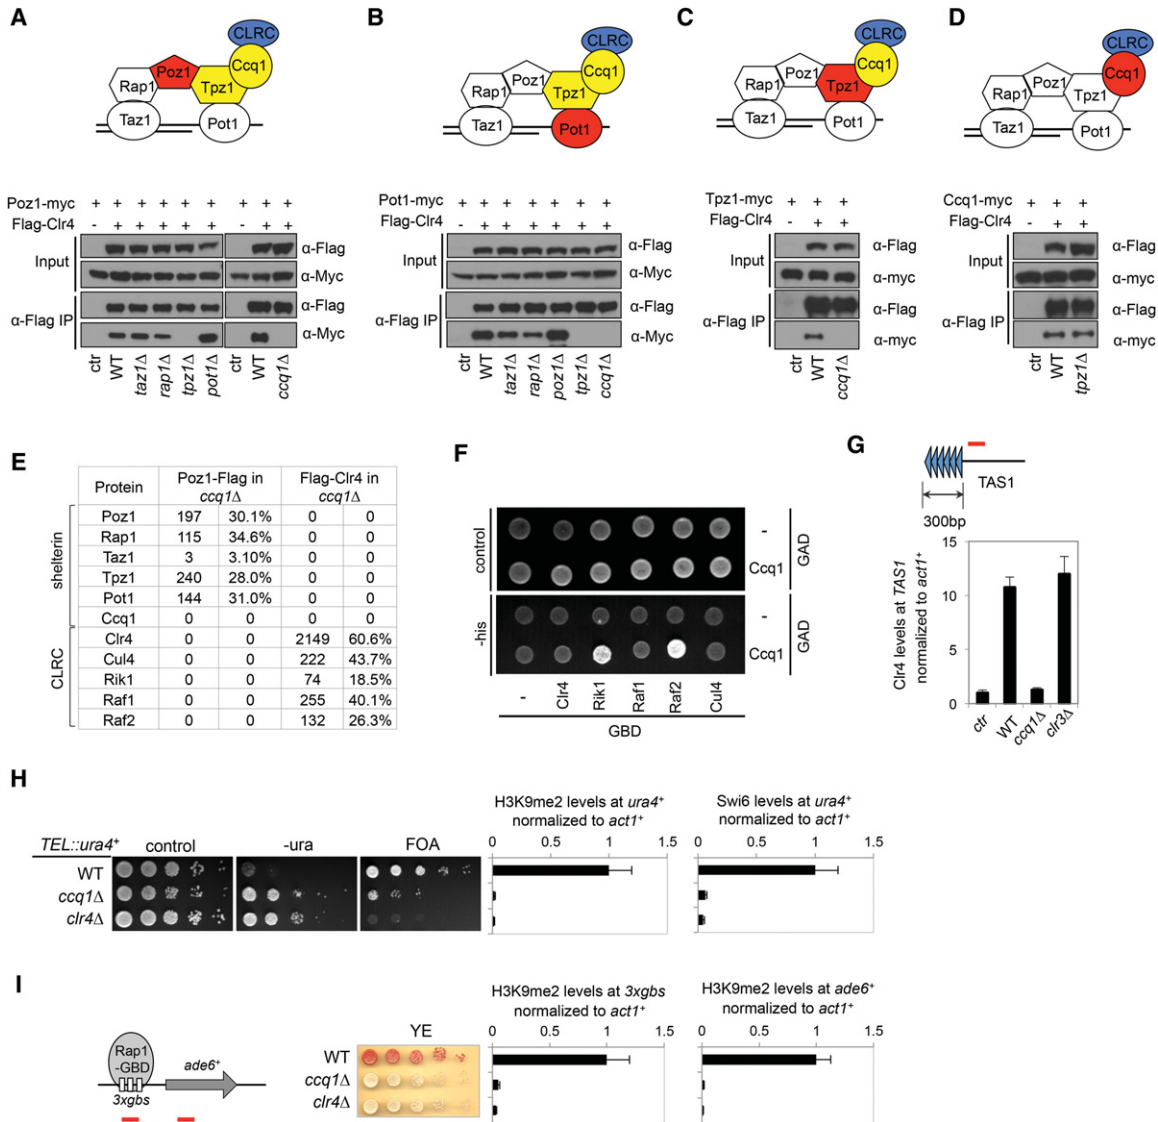 A
CLRC
Ccq1
Poz1
Tpz1
Rap1
Taz1
Pot1
Poz1-myc + + + + + + + + +
Flag-Clr4 - + + + + + - + +
Input
α-Flag
α-Myc
α-Flag IP
α-Flag
α-Myc
ctr WT taz1Δ rap1Δ tpz1Δ pot1Δ ctr WT ccq1Δ
B
CLRC
Ccq1
Poz1
Tpz1
Rap1
Taz1
Pot1
Pot1-myc + + + + + + +
Flag-Clr4 - + + + + + +
Input
α-Flag
α-Myc
α-Flag IP
α-Flag
α-Myc
ctr WT taz1Δ rap1Δ poz1Δ tpz1Δ ccq1Δ
C
CLRC
Ccq1
Poz1
Tpz1
Rap1
Taz1
Pot1
Tpz1-myc + + +
Flag-Clr4 - + +
Input
α-Flag
α-myc
α-Flag IP
α-Flag
α-myc
ctr WT ccq1Δ
D
CLRC
Ccq1
Poz1
Tpz1
Rap1
Taz1
Pot1
Ccq1-myc + + +
Flag-Clr4 - + +
Input
α-Flag
α-myc
α-Flag IP
α-Flag
α-myc
ctr WT tpz1Δ
E
Protein Poz1-Flag in ccq1Δ Flag-Clr4 in ccq1Δ
shelterin
Poz1 197 30.1% 0 0
Rap1 115 34.6% 0 0
Taz1 3 3.10% 0 0
Tpz1 240 28.0% 0 0
Pot1 144 31.0% 0 0
Ccq1 0 0 0 0
CLRC
Clr4 0 0 2149 60.6%
Cul4 0 0 222 43.7%
Rik1 0 0 74 18.5%
Raf1 0 0 255 40.1%
Raf2 0 0 132 26.3%
F
control
-
Ccq1
GAD
-his
-
Ccq1
GAD
- Clr4 Rik1 Raf1 Raf2 Cul4
GBD
G
TAS1
300bp
Clr4 levels at TAS1
normalized to act1+
15
10
5
0
ctr WT ccq1Δ clr3Δ
H
TEL::ura4+ control -ura FOA
WT
ccq1Δ
clr4Δ
H3K9me2 levels at ura4+
normalized to act1+
0 0.5 1 1.5
Swi6 levels at ura4+
normalized to act1+
0 0.5 1 1.5
I
Rap1
-GBD
ade6+
3xgbs
YE
WT
ccq1Δ
clr4Δ
H3K9me2 levels at 3xgbs
normalized to act1+
0 0.5 1 1.5
H3K9me2 levels at ade6+
normalized to act1+
0 0.5 1 1.5